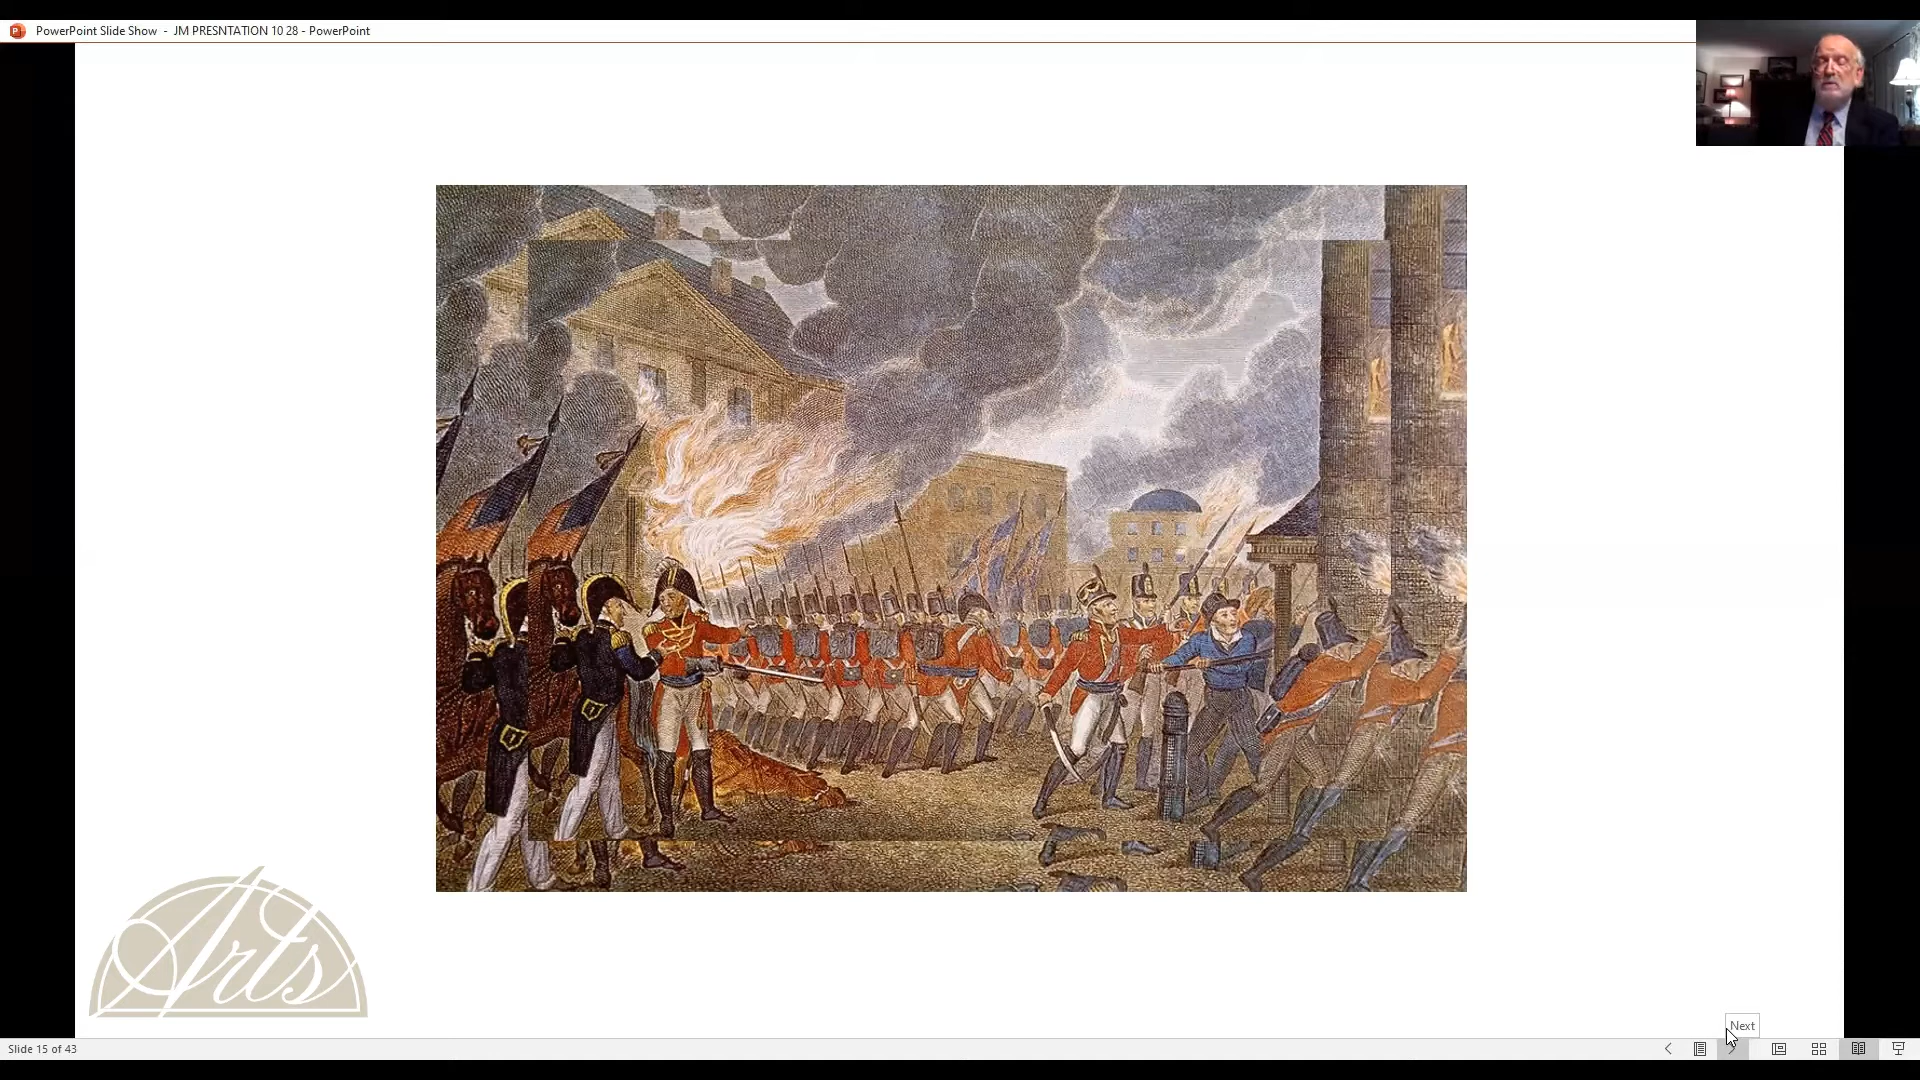 PowerPoint Slide Show - JM PRESNTATION 10 28 - PowerPoint
Arts
Next
Slide 15 of 43